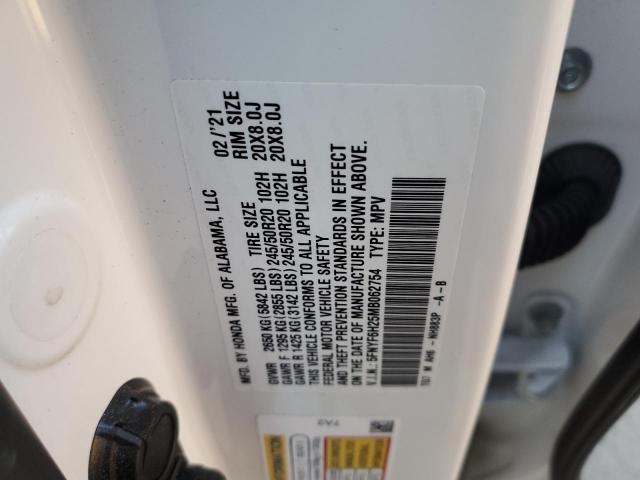 MFD. BY HONDA MFG. OF ALABAMA, LLC 02/'21
TIRE SIZE RIM SIZE
GVWR 2650 KG (5842 LBS)
GAWR F 1295 KG (2855 LBS) 245/50R20 102H 20X8.0J
GAWR R 1425 KG (3142 LBS) 245/50R20 102H 20X8.0J
THIS VEHICLE CONFORMS TO ALL APPLICABLE
FEDERAL MOTOR VEHICLE SAFETY
AND THEFT PREVENTION STANDARDS IN EFFECT
ON THE DATE OF MANUFACTURE SHOWN ABOVE.
V.I.N.: 5FNYF6H25MB062754 TYPE: MPV
NH883P -A -B